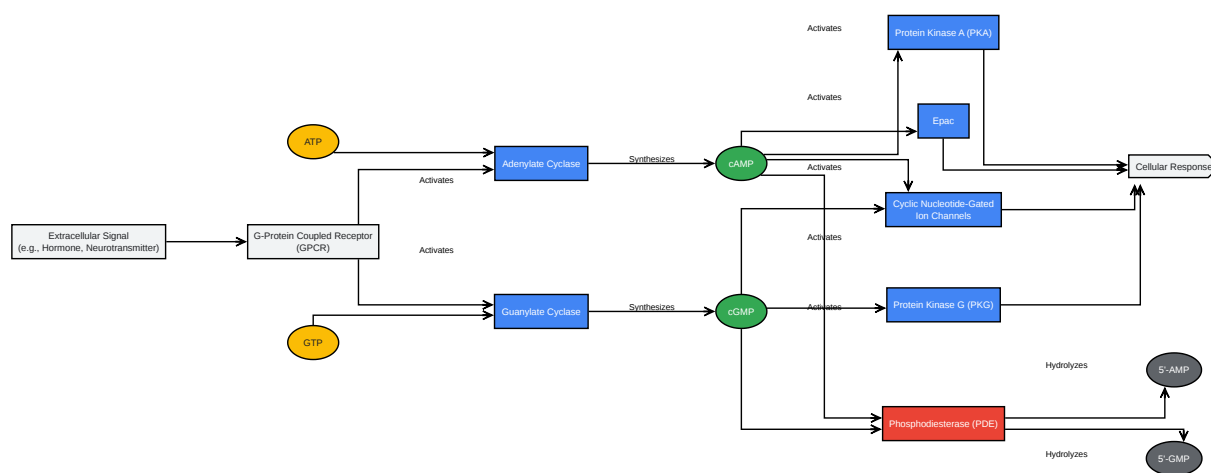 Activates
Protein Kinase A (PKA)
Activates
Epac
ATP
Adenylate Cyclase
Synthesizes
cAMP
Activates
Cellular Response
Activates
Cyclic Nucleotide-Gated
Ion Channels
Extracellular Signal
(e.g., Hormone, Neurotransmitter)
G-Protein Coupled Receptor
(GPCR)
Activates
Activates
Guanylate Cyclase
Synthesizes
cGMP
Activates
Protein Kinase G (PKG)
GTP
Hydrolyzes
5'-AMP
Phosphodiesterase (PDE)
Hydrolyzes
5'-GMP